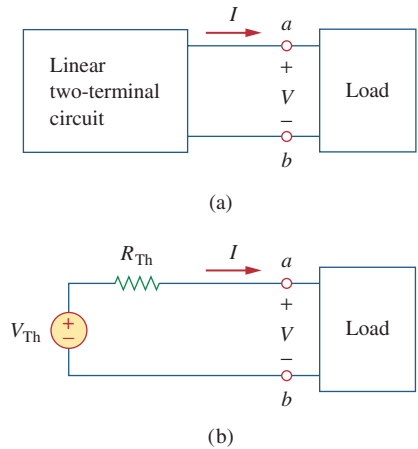 I
a
Linear
two-terminal
circuit
+
V
−
Load
b
(a)
R_Th
I
a
+
V_Th
+
−
V
−
Load
b
(b)